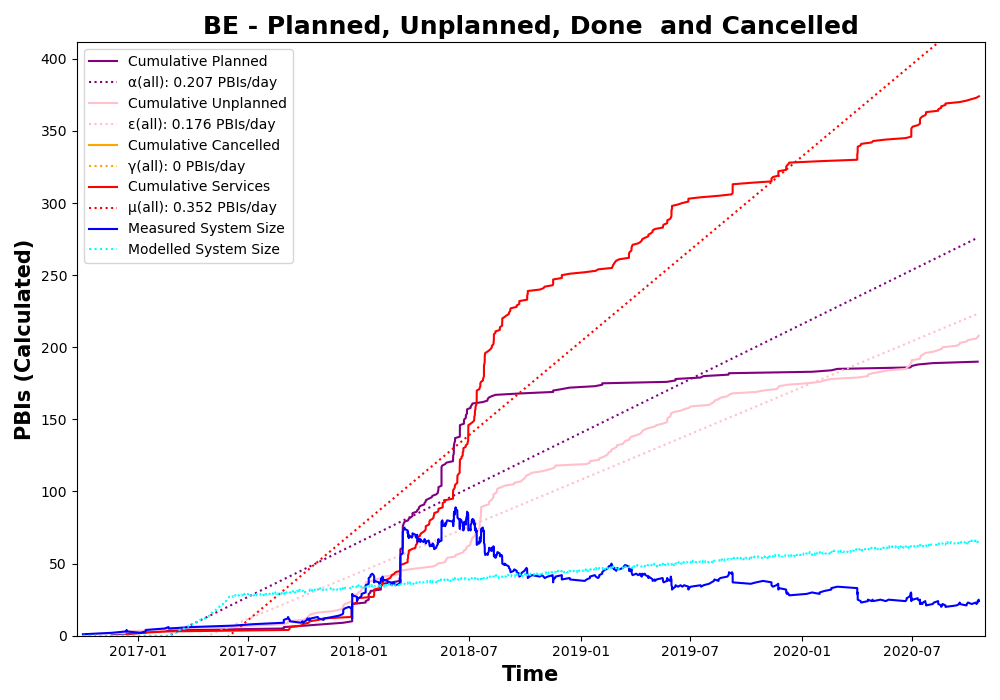 BE - Planned, Unplanned, Done  and Cancelled
PBIs (Calculated)
400
350
300
250
200
150
100
50
0
Cumulative Planned
α(all): 0.207 PBIs/day
Cumulative Unplanned
ε(all): 0.176 PBIs/day
Cumulative Cancelled
γ(all): 0 PBIs/day
Cumulative Services
μ(all): 0.352 PBIs/day
Measured System Size
Modelled System Size
2017-01
2017-07
2018-01
2018-07
2019-01
2019-07
2020-01
2020-07
Time